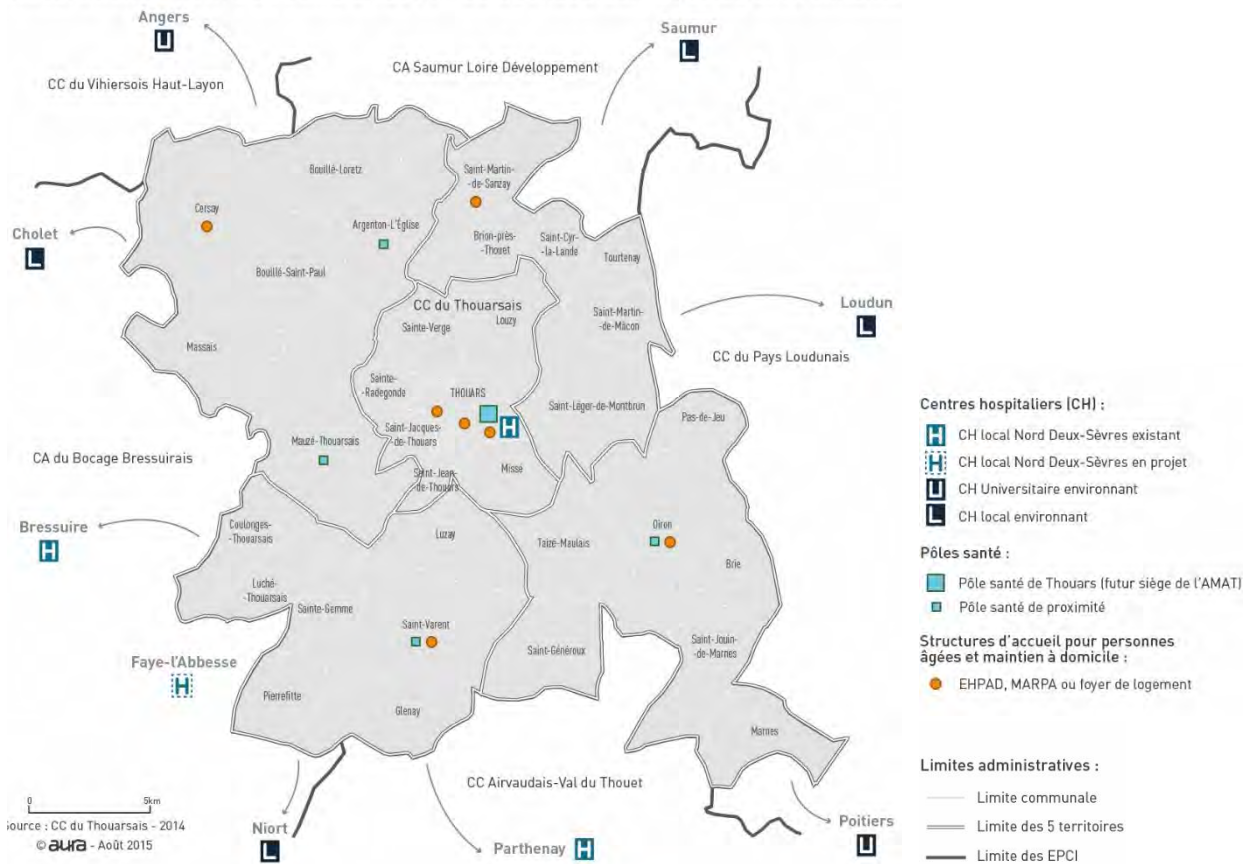 Angers
U
Saumur
L
CC du Vihiersois Haut-Layon
CA Saumur Loire Développement
Bouillé-Loretz
Saint-Martin-
-de-Sanzay
Cersay
Argenton-L'Église
Cholet
L
Brion-près-
-Thouet
Saint-Cyr-
-la-Lande
Tourtenay
Bouillé-Saint-Paul
CC du Thouarsais
Sainte-Verge
Louzy
Saint-Martin-
-de-Mâcon
Loudun
L
Massais
CC du Pays Loudunais
Sainte-
-Radegonde
THOUARS
H
Saint-Léger-de-Montbrun
Pas-de-Jeu
Saint-Jacques-
-de-Thouars
Mauzé-Thouarsais
CA du Bocage Bressuirais
Saint-Jean-
-de-Thouars
Missé
Bressuire
H
Coulonges-
-Thouarsais
Luzay
Taizé-Maulais
Oiron
Brie
Luché-
-Thouarsais
Sainte-Gemme
Saint-Varent
Saint-Généroux
Saint-Jouin-
-de-Marnes
Faye-l'Abbesse
H
Pierrefitte
Glenay
Marnes
CC Airvaudais-Val du Thouet
0 5km
Source : CC du Thouarsais - 2014
© aura - Août 2015
Niort
L
Parthenay H
Poitiers
U
Centres hospitaliers (CH) :
H CH local Nord Deux-Sèvres existant
H CH local Nord Deux-Sèvres en projet
U CH Universitaire environnant
L CH local environnant
Pôles santé :
Pôle santé de Thouars (futur siège de l'AMAT)
Pôle santé de proximité
Structures d'accueil pour personnes
âgées et maintien à domicile :
EHPAD, MARPA ou foyer de logement
Limites administratives :
Limite communale
Limite des 5 territoires
Limite des EPCI